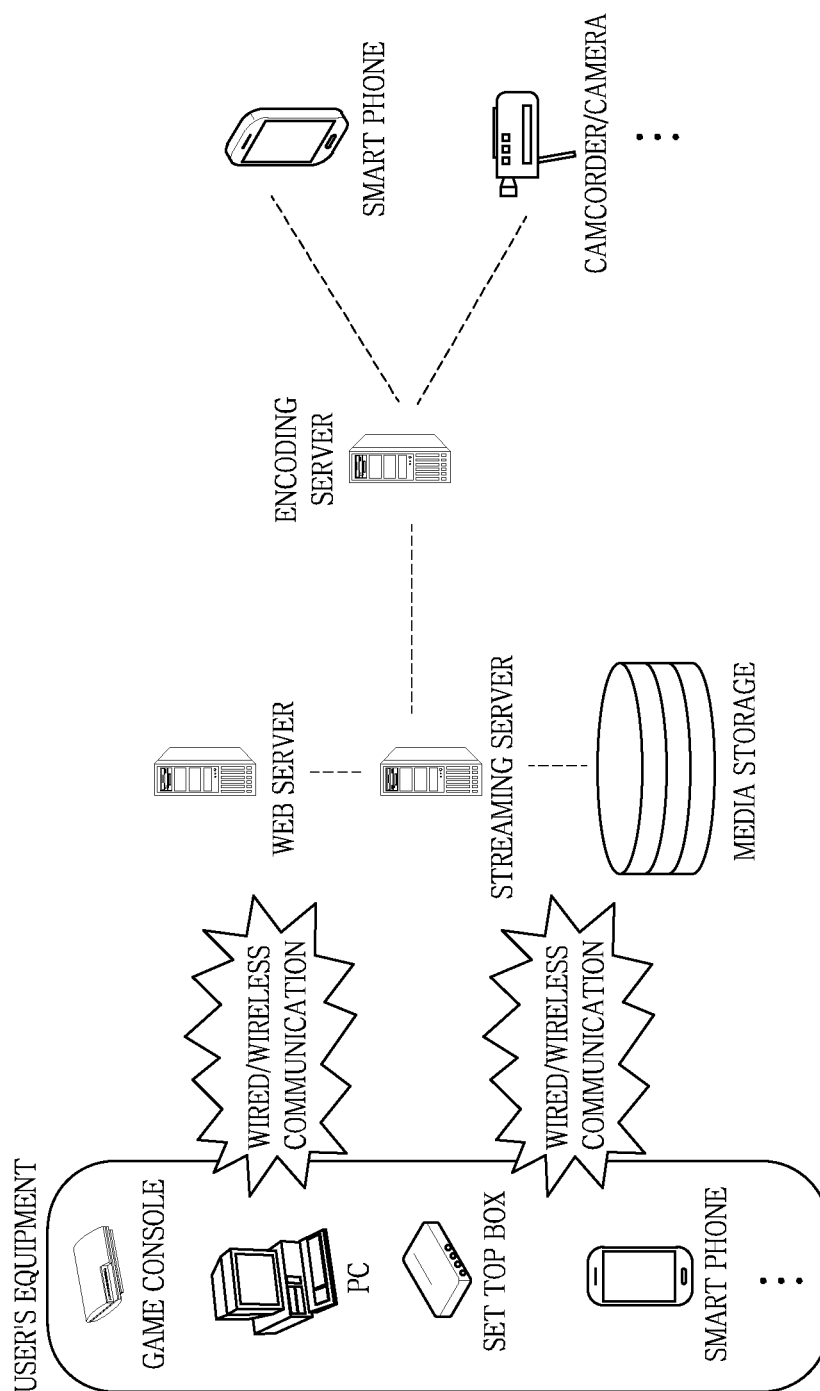 USER'S EQUIPMENT
GAME CONSOLE
PC
SET TOP BOX
SMART PHONE
WIRED/WIRELESS
COMMUNICATION
WIRED/WIRELESS
COMMUNICATION
WEB SERVER
STREAMING SERVER
MEDIA STORAGE
ENCODING
SERVER
SMART PHONE
CAMCORDER/CAMERA